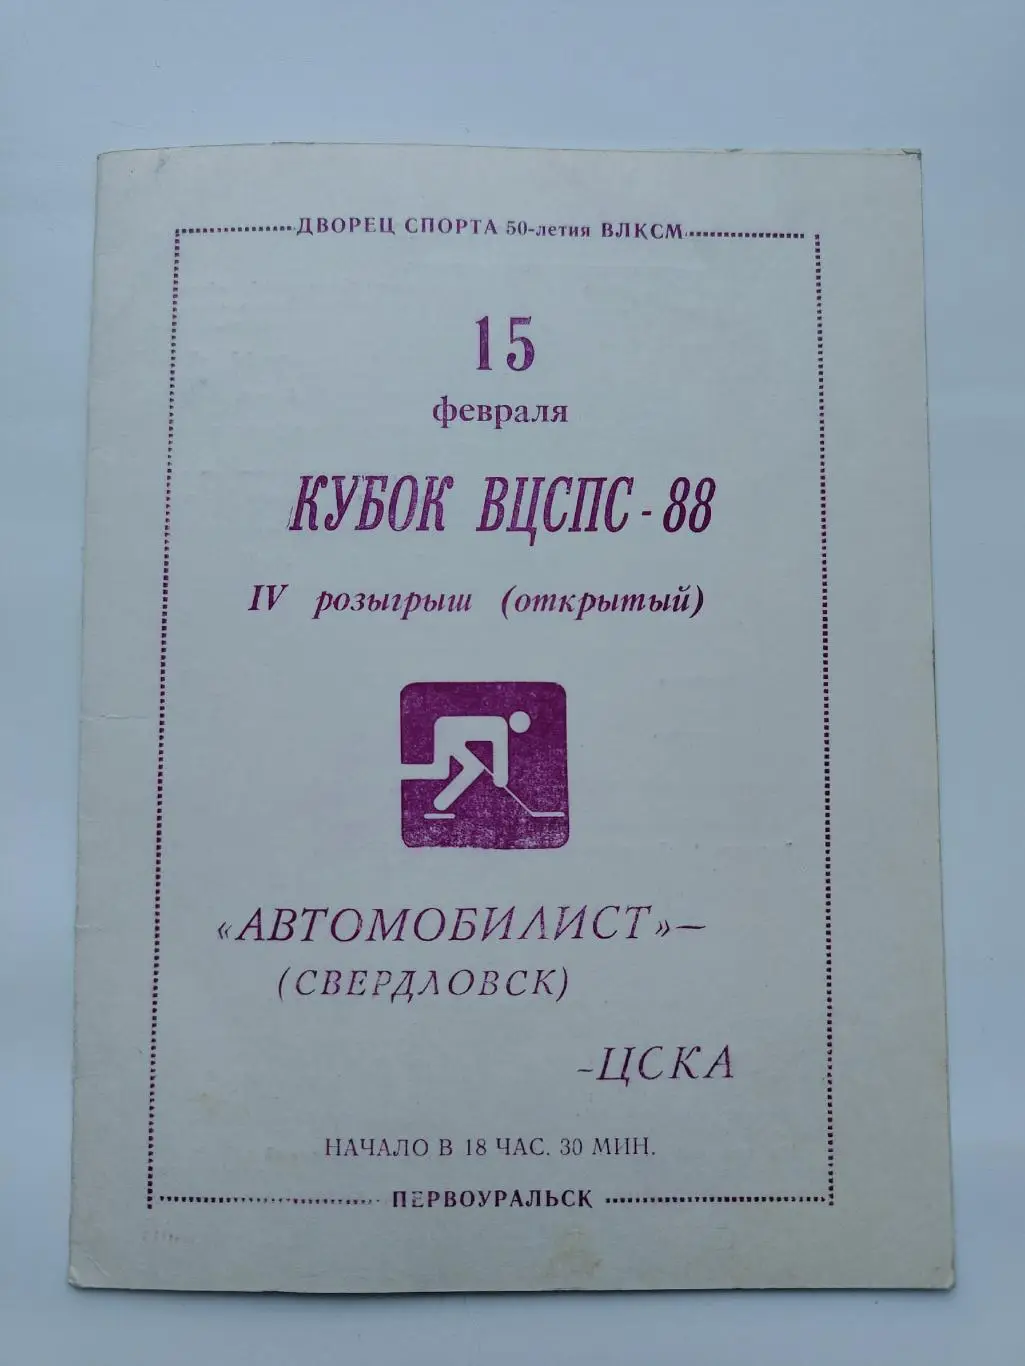 ДВОРЕЦ СПОРТА 50-летия ВЛКСМ
15
февраля
КУБОК ВЦСПС - 88
IV розыгрыш (открытый)
«АВТОМОБИЛИСТ» –
(СВЕРДЛОВСК)
- ЦСКА
НАЧАЛО В 18 ЧАС. 30 МИН.
ПЕРВОУРАЛЬСК